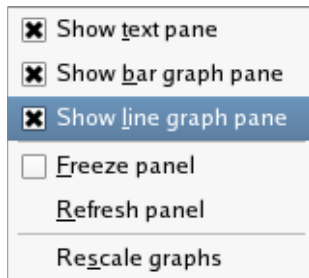 Show text pane
Show bar graph pane
Show line graph pane
Freeze panel
Refresh panel
Rescale graphs